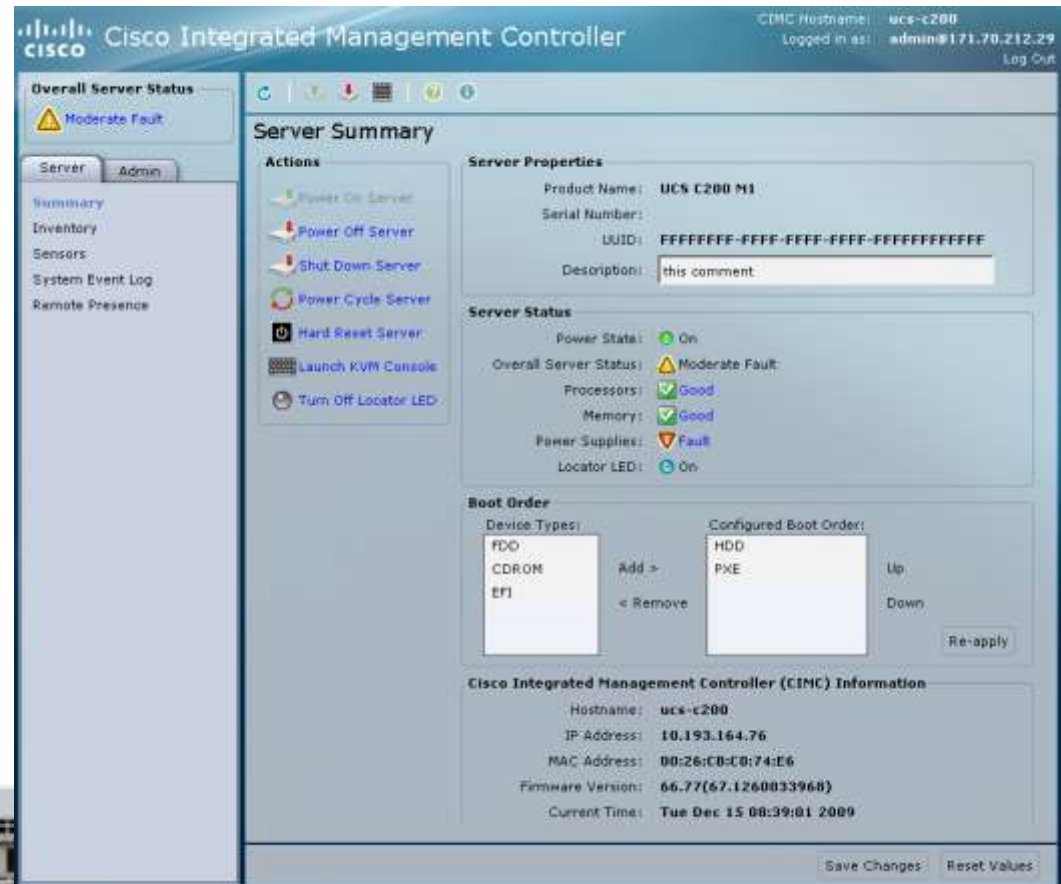 CISCO
Cisco Integrated Management Controller
CIMC Hostname: ucs-c200
Logged in as: admin@171.70.212.29
Log Out
Overall Server Status
Moderate Fault
Server
Admin
Summary
Inventory
Sensors
System Event Log
Remote Presence
Server Summary
Actions
Power On Server
Power Off Server
Shut Down Server
Power Cycle Server
Hard Reset Server
Launch KVM Console
Turn Off Locator LED
Server Properties
Product Name: UCS C200 M1
Serial Number:
UUID: FFFFFFFF-FFFF-FFFF-FFFF-FFFFFFFFFFFF
Description: this comment
Server Status
Power State: On
Overall Server Status: Moderate Fault
Processors: Good
Memory: Good
Power Supplies: Fault
Locator LED: On
Boot Order
Device Types:
FDD
CDROM
EFI
Add >
< Remove
Configured Boot Order:
HDD
PXE
Up
Down
Re-apply
Cisco Integrated Management Controller (CIMC) Information
Hostname: ucs-c200
IP Address: 10.193.164.76
MAC Address: 00:26:CB:C0:74:E6
Firmware Version: 66.77(67.1260833968)
Current Time: Tue Dec 15 08:39:01 2009
Save Changes
Reset Values